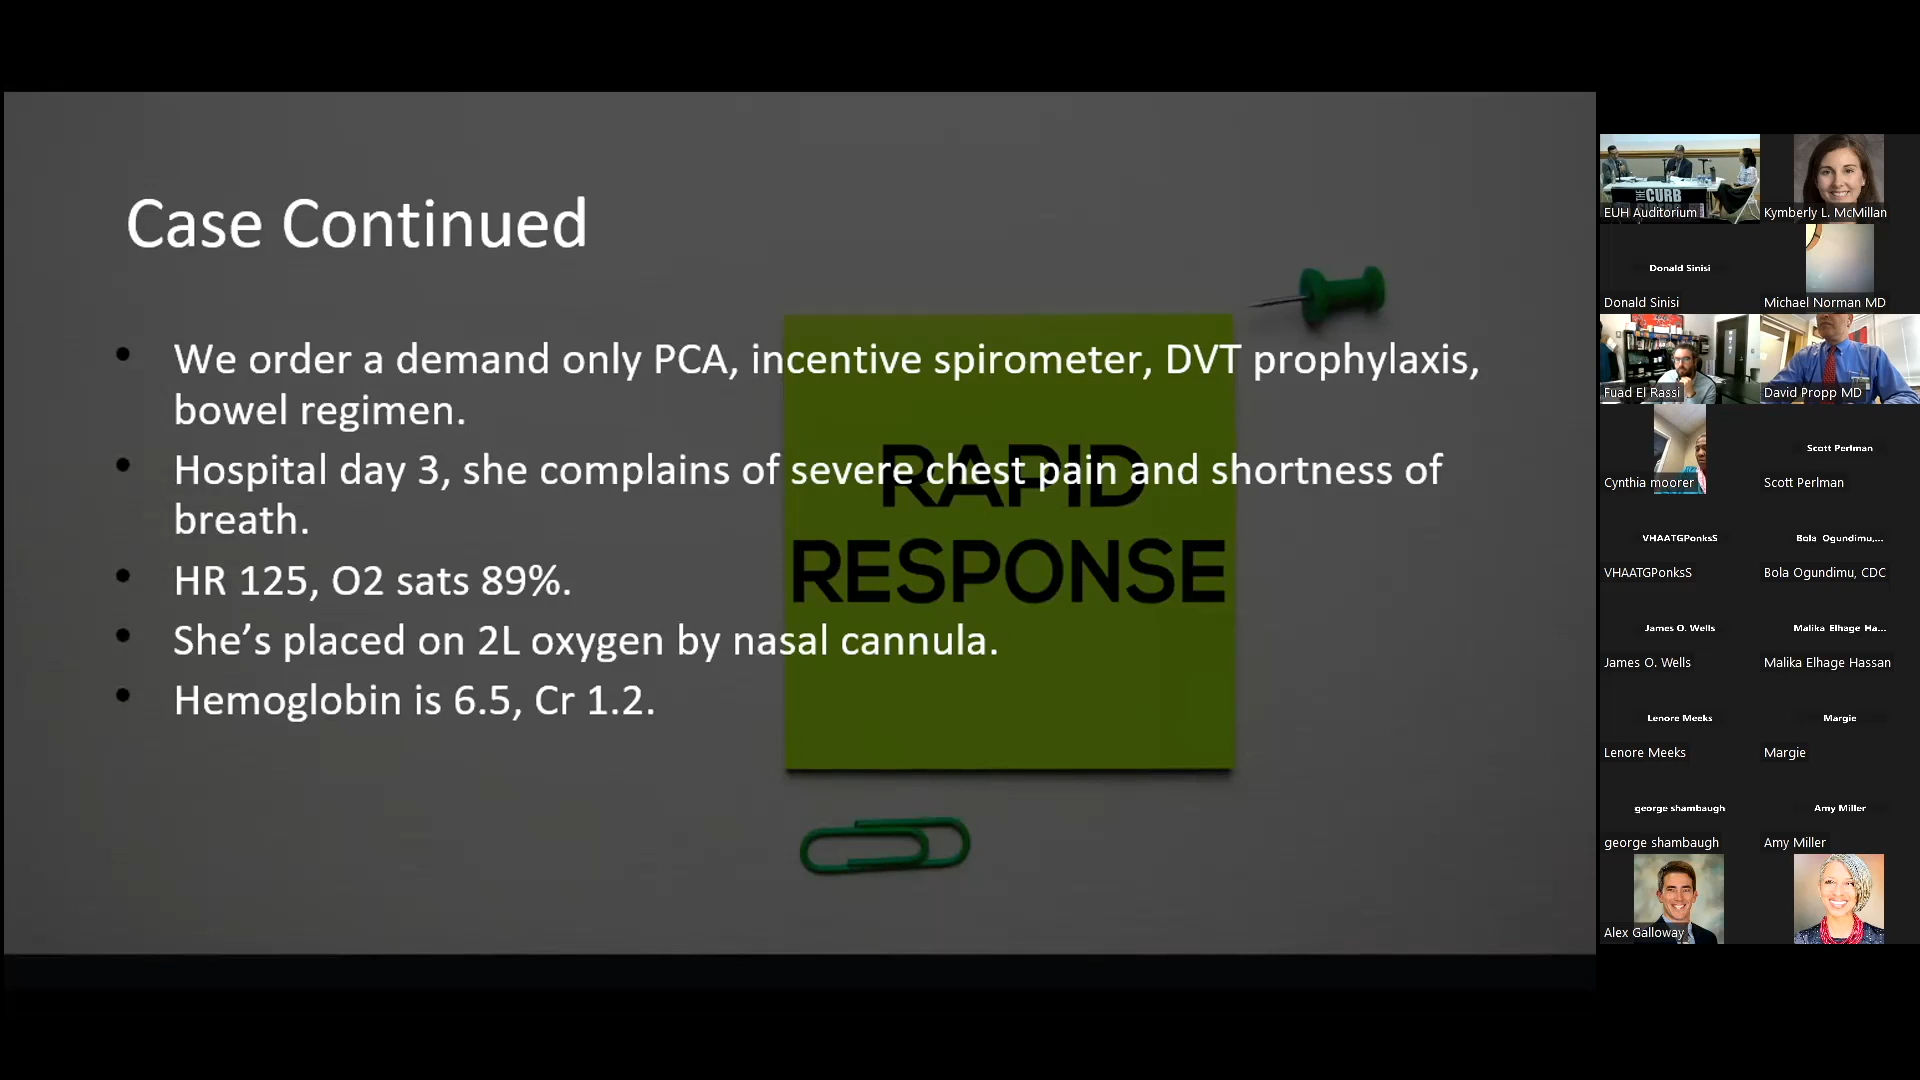 Case Continued
We order a demand only PCA, incentive spirometer, DVT prophylaxis,
bowel regimen.
Hospital day 3, she complains of severe chest pain and shortness of
breath.
HR 125, O2 sats 89%.
She’s placed on 2L oxygen by nasal cannula.
Hemoglobin is 6.5, Cr 1.2.
RAPID
RESPONSE
THE CURB
EUH Auditorium
Kymberly L. McMillan
Donald Sinisi
Donald Sinisi
Michael Norman MD
Fuad El Rassi
David Propp MD
Cynthia moorer
Scott Perlman
Scott Perlman
VHAATGPonksS
VHAATGPonksS
Bola Ogundimu,...
Bola Ogundimu, CDC
James O. Wells
James O. Wells
Malika Elhage Ha...
Malika Elhage Hassan
Lenore Meeks
Lenore Meeks
Margie
Margie
george shambaugh
george shambaugh
Amy Miller
Amy Miller
Alex Galloway